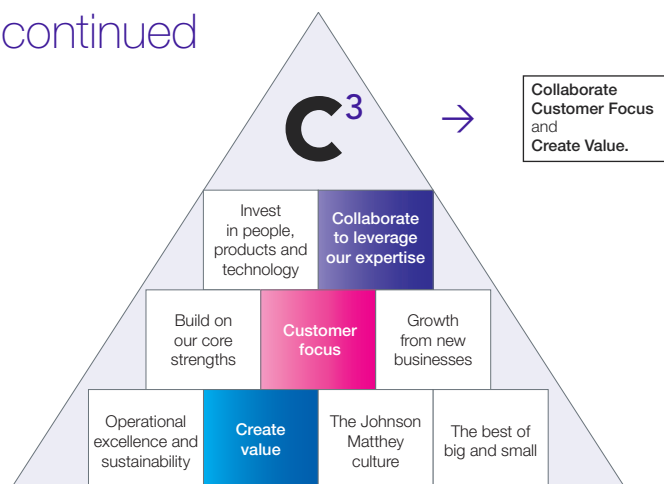 continued
C3
→
Collaborate
Customer Focus
and
Create Value.
Invest
in people,
products and
technology
Collaborate
to leverage
our expertise
Build on
our core
strengths
Customer
focus
Growth
from new
businesses
Operational
excellence and
sustainability
Create
value
The Johnson
Matthey
culture
The best of
big and small